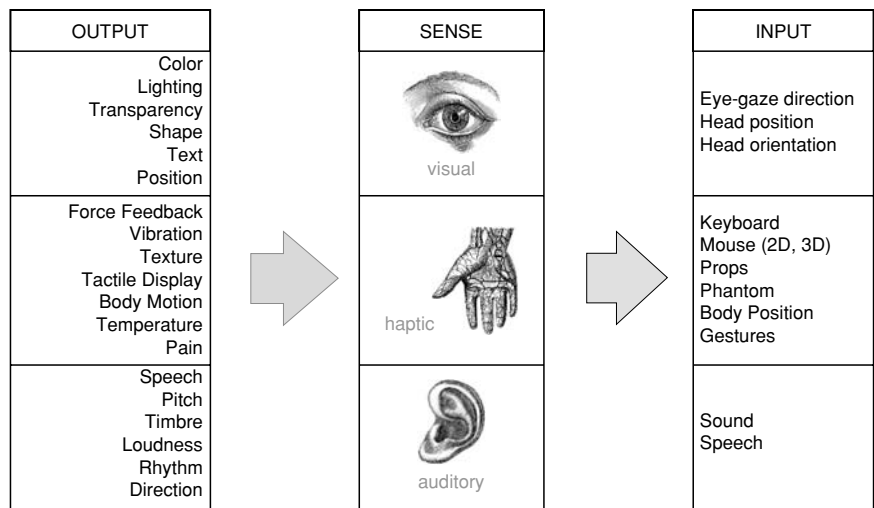 OUTPUT
Color
Lighting
Transparency
Shape
Text
Position
Force Feedback
Vibration
Texture
Tactile Display
Body Motion
Temperature
Pain
Speech
Pitch
Timbre
Loudness
Rhythm
Direction
SENSE
visual
haptic
auditory
INPUT
Eye-gaze direction
Head position
Head orientation
Keyboard
Mouse (2D, 3D)
Props
Phantom
Body Position
Gestures
Sound
Speech